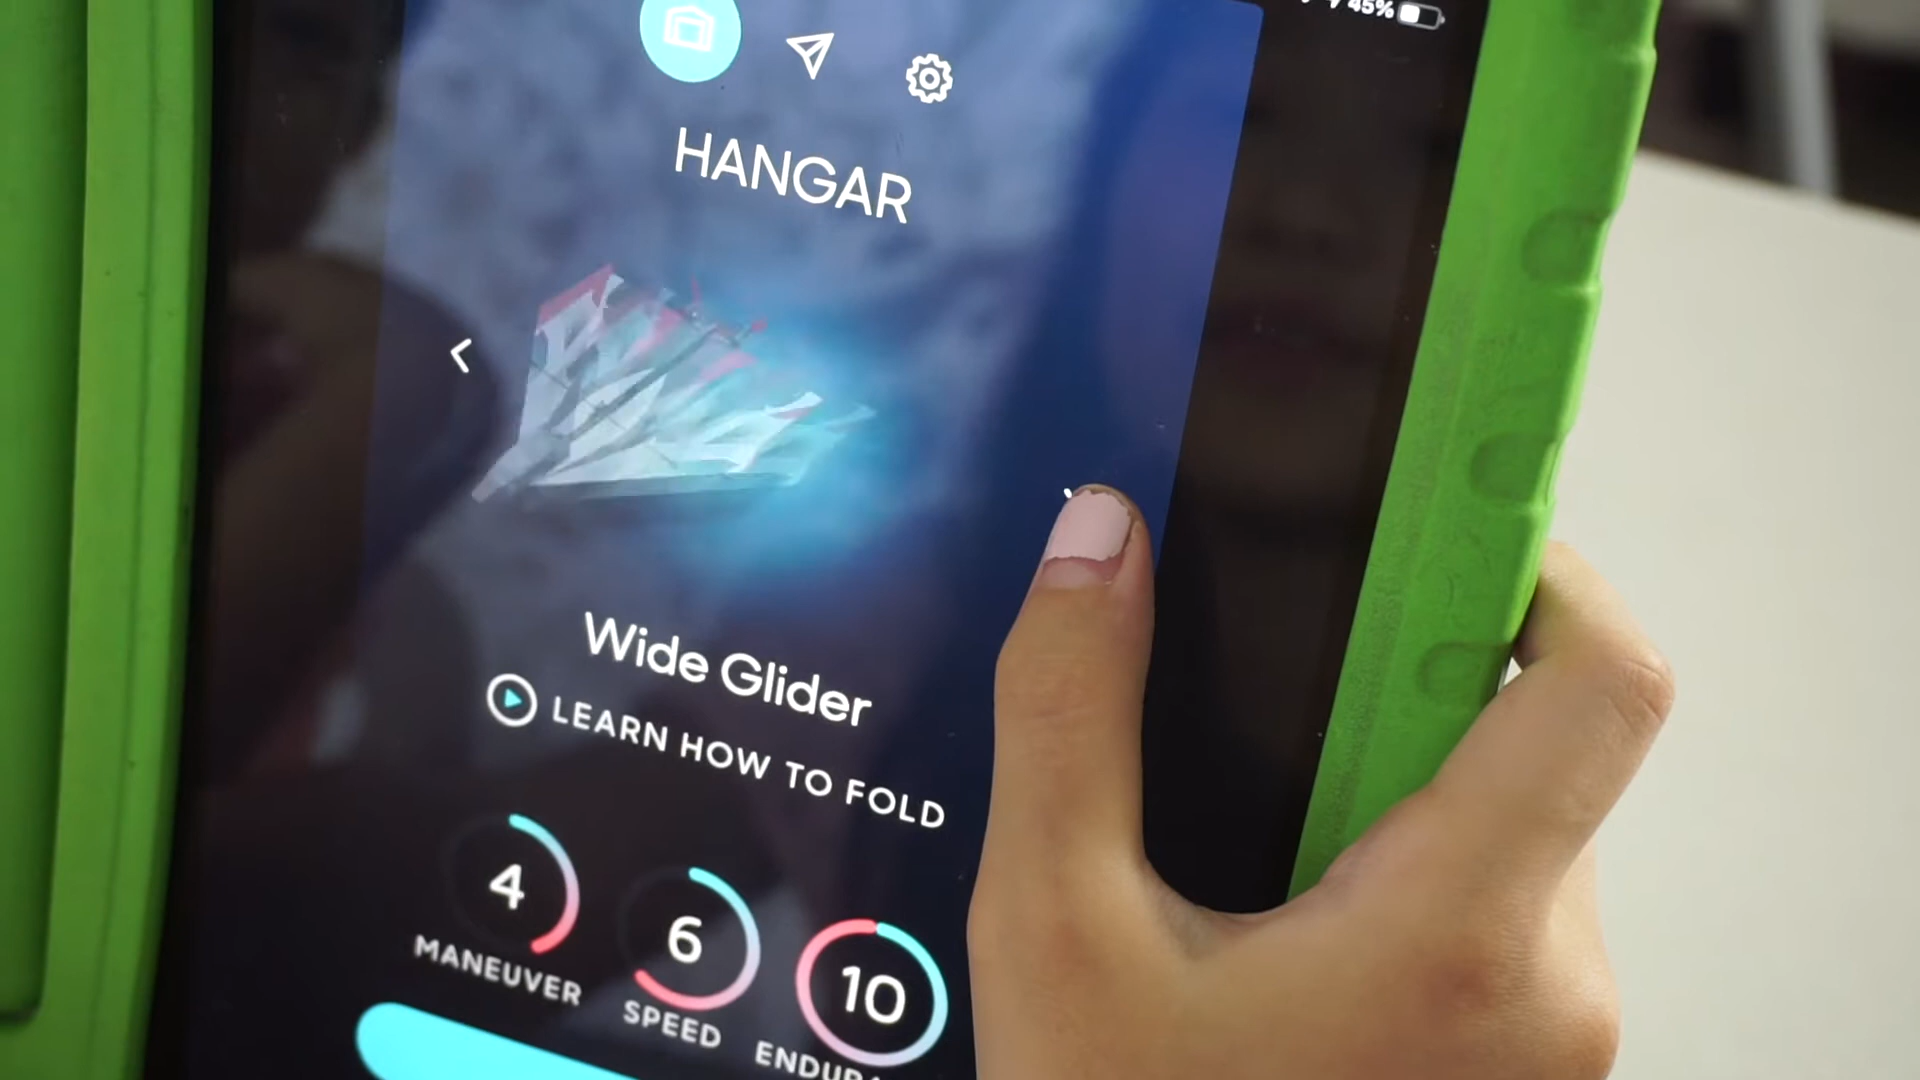 45%
HANGAR
Wide Glider
LEARN HOW TO FOLD
4
MANEUVER
6
SPEED
10